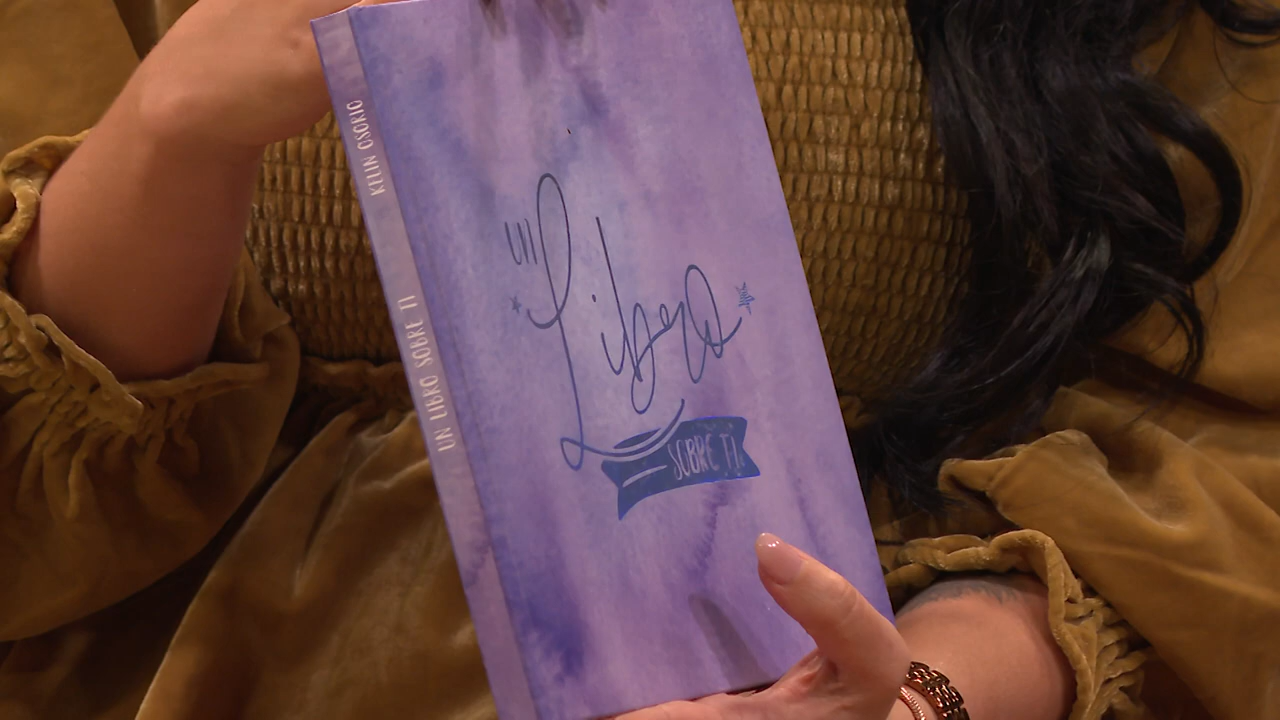 KELIN OSORIO
UN LIBRO SOBRE TI
UN
Libro
SOBRE TI.